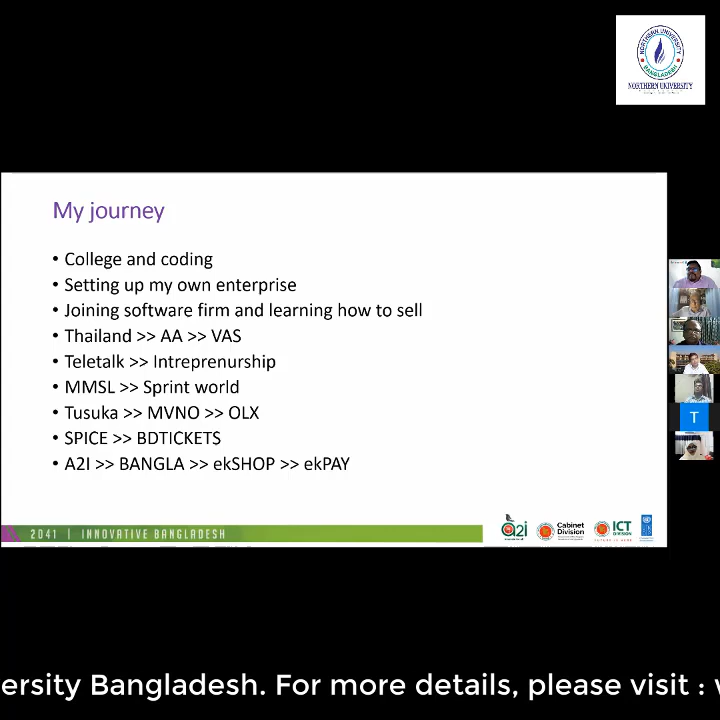 NORTHERN UNIVERSITY
BANGLADESH
NORTHERN UNIVERSITY
My journey
• College and coding
• Setting up my own enterprise
• Joining software firm and learning how to sell
• Thailand >> AA >> VAS
• Teletalk >> Intreprenurship
• MMSL >> Sprint world
• Tusuka >> MVNO >> OLX
• SPICE >> BDTICKETS
• A2I >> BANGLA >> ekSHOP >> ekPAY
T
2041 | INNOVATIVE BANGLADESH
a2i
Cabinet
Division
ICT
DIVISION
ersity Bangladesh. For more details, please visit :